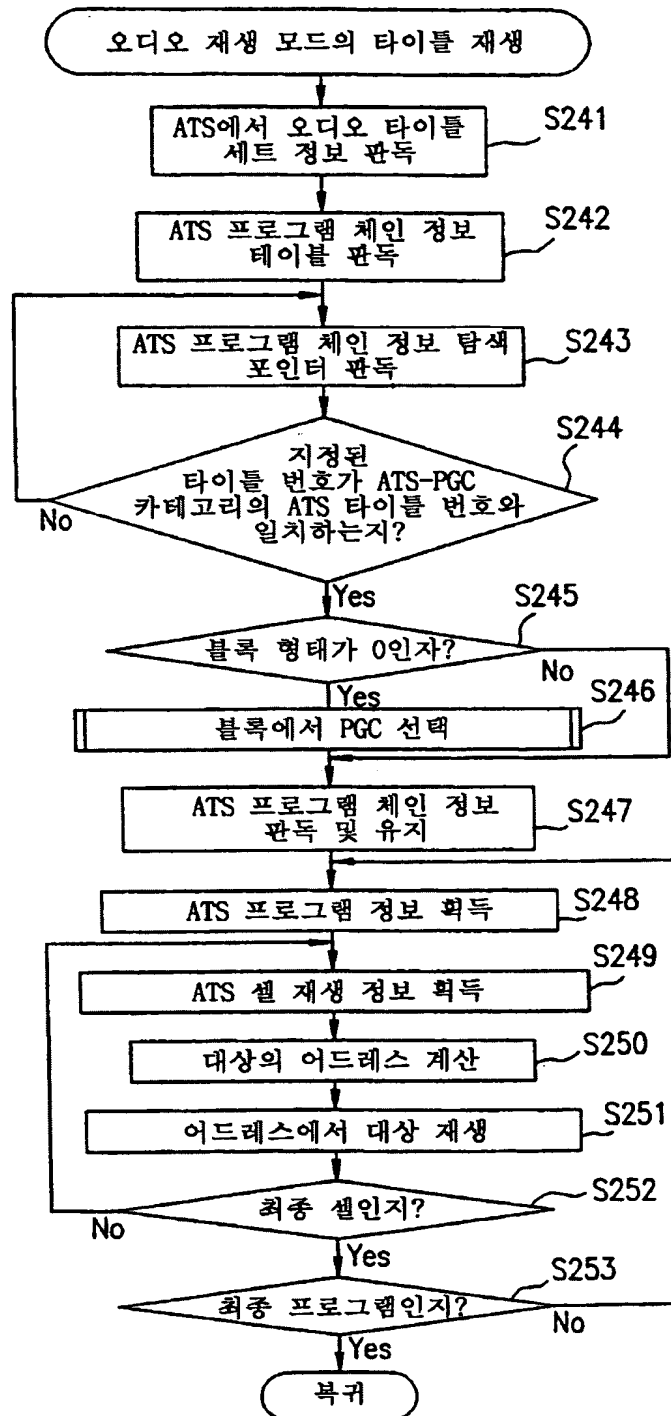 오디오 재생 모드의 타이틀 재생
ATS에서 오디오 타이틀
세트 정보 판독
S241
ATS 프로그램 체인 정보
테이블 판독
S242
ATS 프로그램 체인 정보 탐색
포인터 판독
S243
지정된
타이틀 번호가 ATS-PGC
카테고리의 ATS 타이틀 번호와
일치하는지?
S244
No
Yes
블록 형태가 0인자?
S245
No
Yes
블록에서 PGC 선택
S246
ATS 프로그램 체인 정보
판독 및 유지
S247
ATS 프로그램 정보 획득
S248
ATS 셀 재생 정보 획득
S249
대상의 어드레스 계산
S250
어드레스에서 대상 재생
S251
최종 셀인지?
S252
No
Yes
최종 프로그램인지?
S253
No
Yes
복귀